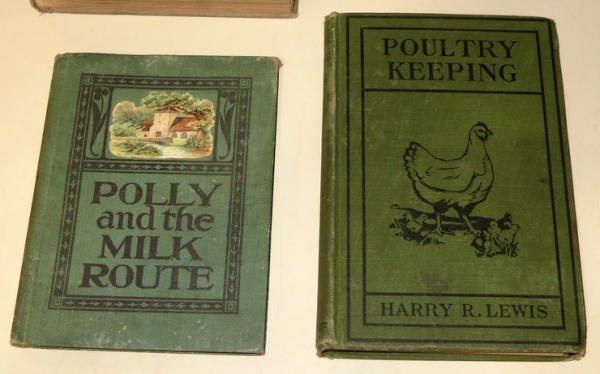 POLLY
and the
MILK
ROUTE
POULTRY
KEEPING
HARRY R. LEWIS